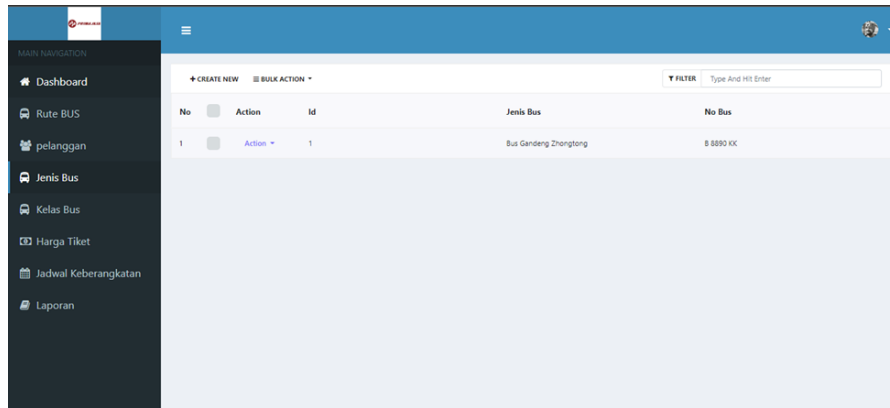 MAIN NAVIGATION
Dashboard
Rute BUS
pelanggan
Jenis Bus
Kelas Bus
Harga Tiket
Jadwal Keberangkatan
Laporan
CREATE NEW BULK ACTION FILTER Type And Hit Enter
No Action Id Jenis Bus No Bus
1 Action 1 Bus Gandeng Zhongtong B 8890 KK